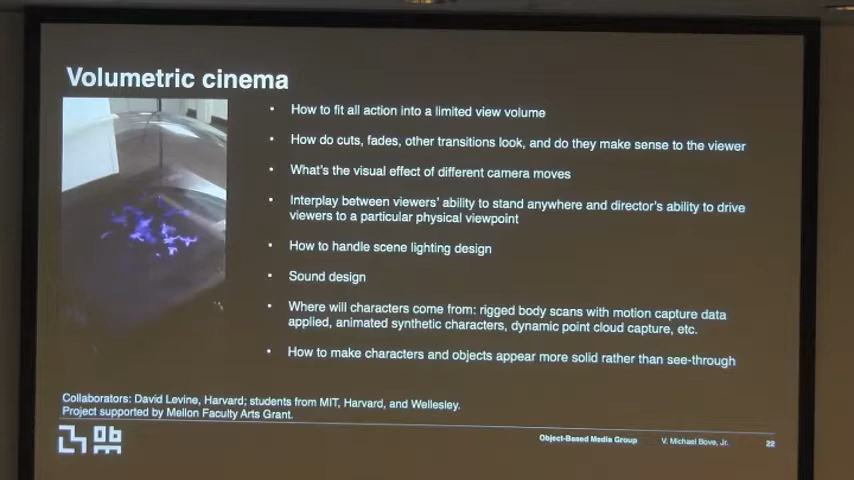 Volumetric cinema
• How to fit all action into a limited view volume
• How do cuts, fades, other transitions look, and do they make sense to the viewer
• What's the visual effect of different camera moves
• Interplay between viewers' ability to stand anywhere and director's ability to drive
viewers to a particular physical viewpoint
• How to handle scene lighting design
• Sound design
• Where will characters come from: rigged body scans with motion capture data
applied, animated synthetic characters, dynamic point cloud capture, etc.
• How to make characters and objects appear more solid rather than see-through
Collaborators: David Levine, Harvard; students from MIT, Harvard, and Wellesley.
Project supported by Mellon Faculty Arts Grant.
Object-Based Media Group V. Michael Bove, Jr. 22